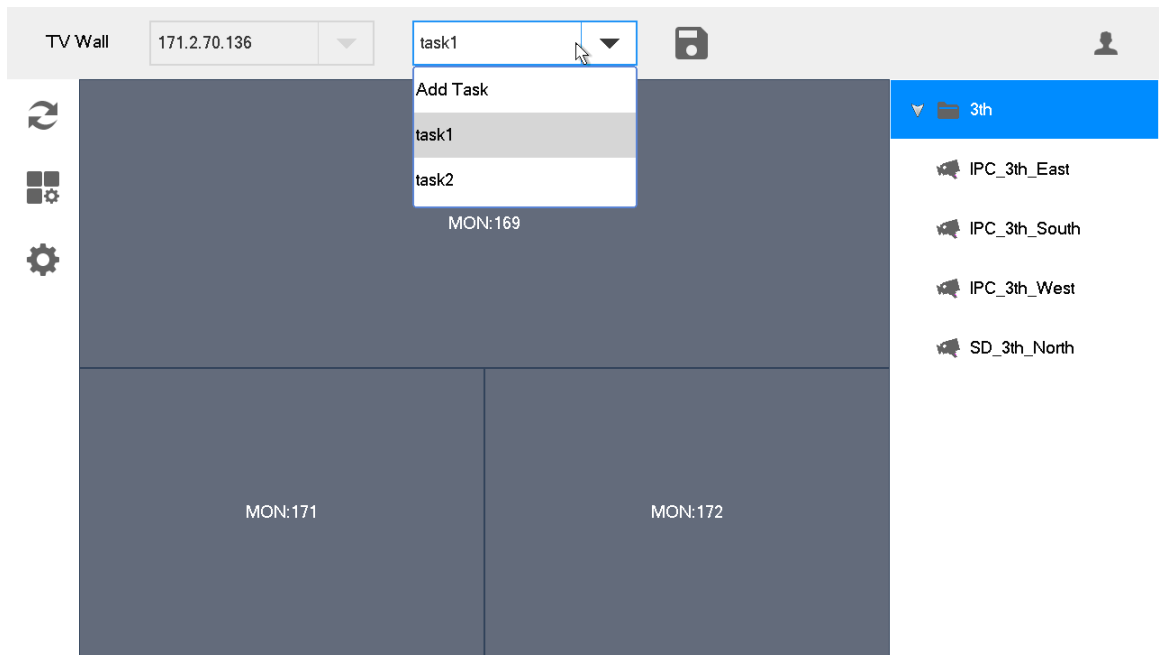 TV Wall
171.2.70.136
task1
Add Task
task1
task2
MON:169
MON:171
MON:172
3th
IPC_3th_East
IPC_3th_South
IPC_3th_West
SD_3th_North